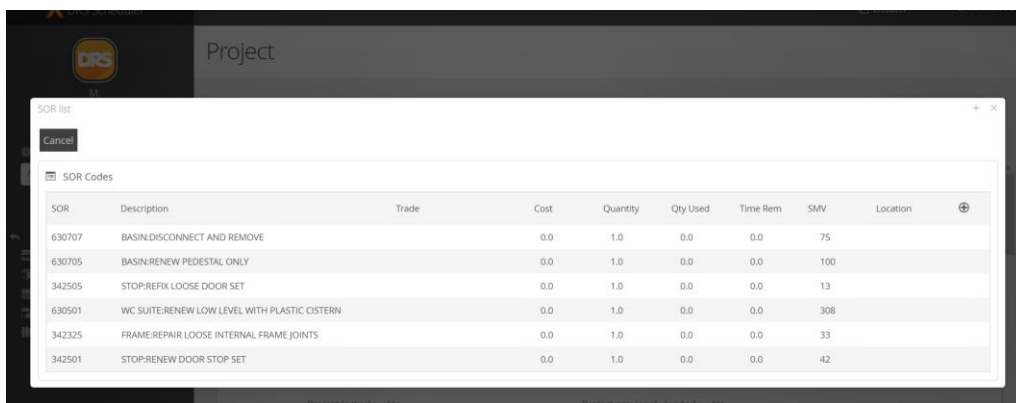 DRS Scheduler
DRS
Project
M.
SOR list
Cancel
SOR Codes
SOR Description Trade Cost Quantity Qty Used Time Rem SMV Location
630707 BASIN:DISCONNECT AND REMOVE 0.0 1.0 0.0 0.0 75
630705 BASIN:RENEW PEDESTAL ONLY 0.0 1.0 0.0 0.0 100
342505 STOP:REFIX LOOSE DOOR SET 0.0 1.0 0.0 0.0 13
630501 WC SUITE:RENEW LOW LEVEL WITH PLASTIC CISTERN 0.0 1.0 0.0 0.0 308
342325 FRAME:REPAIR LOOSE INTERNAL FRAME JOINTS 0.0 1.0 0.0 0.0 33
342501 STOP:RENEW DOOR STOP SET 0.0 1.0 0.0 0.0 42